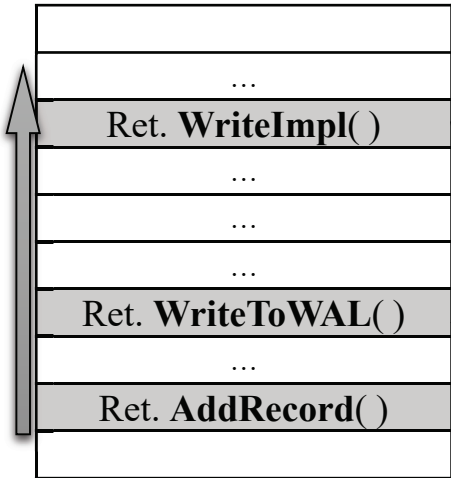 ...
Ret. WriteImpl( )
...
...
...
Ret. WriteToWAL( )
...
Ret. AddRecord( )